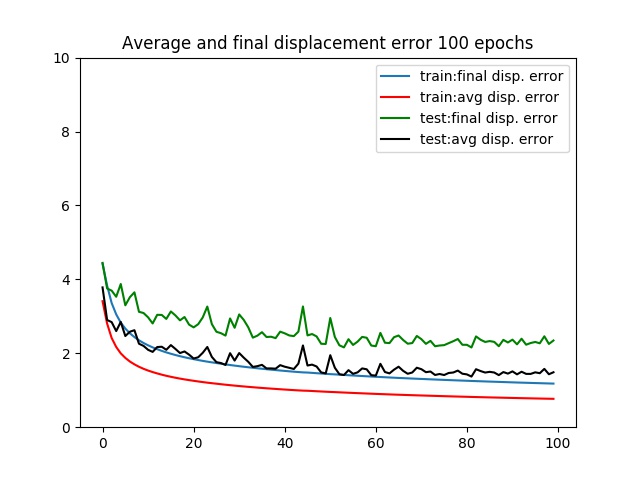 Average and final displacement error 100 epochs
train:final disp. error
train:avg disp. error
test:final disp. error
test:avg disp. error
10
8
6
4
2
0
0 20 40 60 80 100